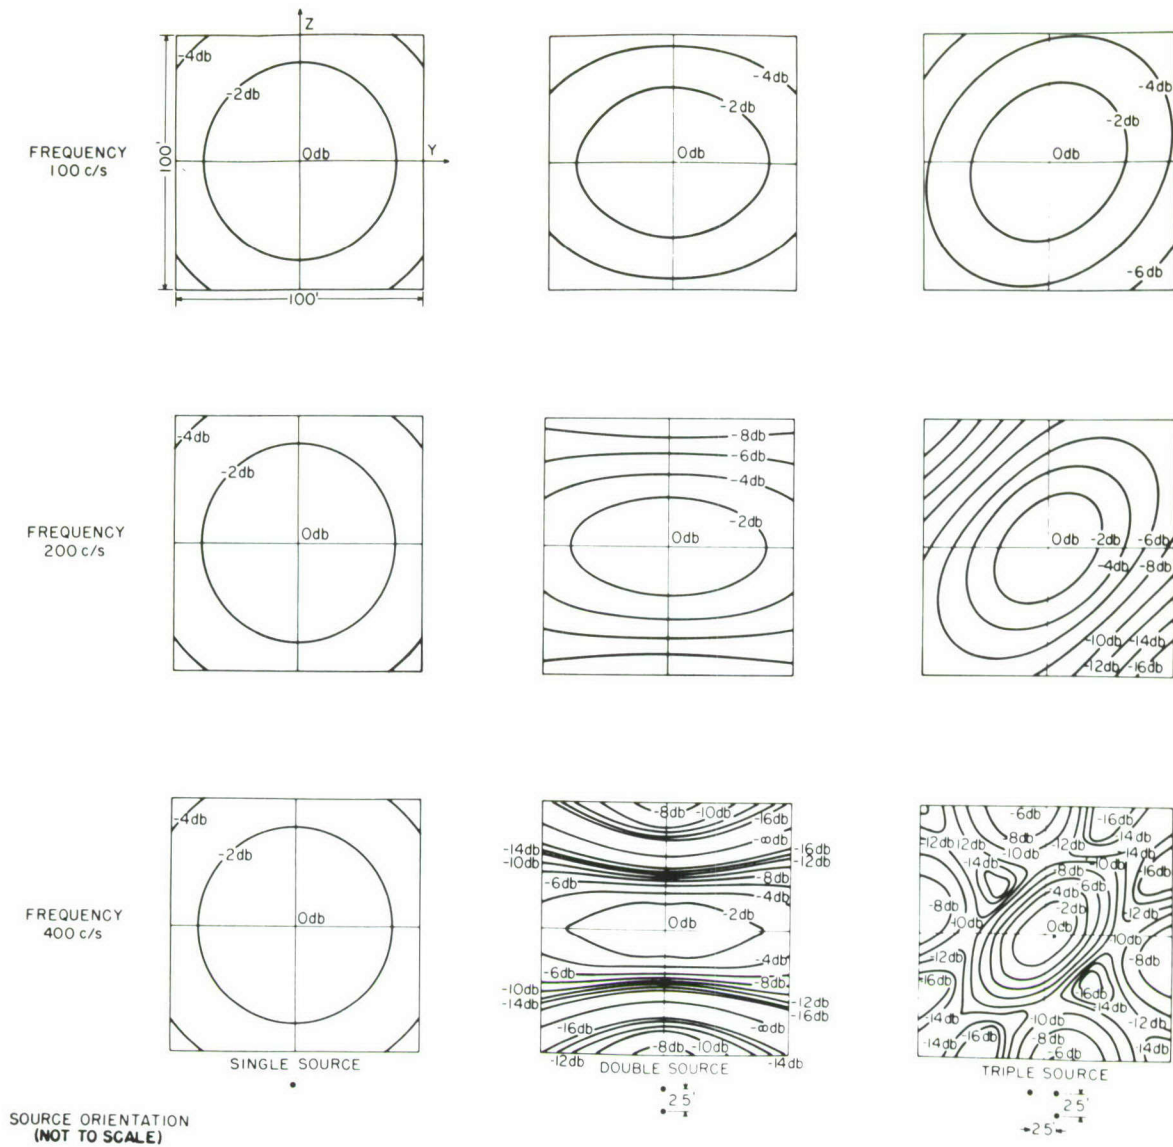 Z
-4db
-2db
0db
Y
100'
100'
FREQUENCY
100 c/s
-4db
-2db
0db
-4db
-2db
0db
-6db
FREQUENCY
200 c/s
-4db
-2db
0db
-8db
-6db
-4db
-2db
0db
0db -2db -6db
-4db -8db
-10db -14db
-12db -16db
FREQUENCY
400 c/s
-4db
-2db
0db
-8db -10db -16db
-∞db
-14db -16db
-10db -12db
-6db -8db
-4db
-2db
0db
-4db
-6db -8db
-10db -12db
-14db -16db
-16db -∞db
-8db -10db
-12db -14db
-6db -16db
-8db -12db -14db
-12db 12db -10db -14db
-14db -10db
-8db 6db -16db
-4db
-8db -2db
-10db 0db -12db
-10db
-12db -8db
-16db -16db
-14db
-14db -10db -12db
-16db -8db
-14db -6db -14db
SINGLE SOURCE
DOUBLE SOURCE
TRIPLE SOURCE
25'
25'
25'
SOURCE ORIENTATION
(NOT TO SCALE)